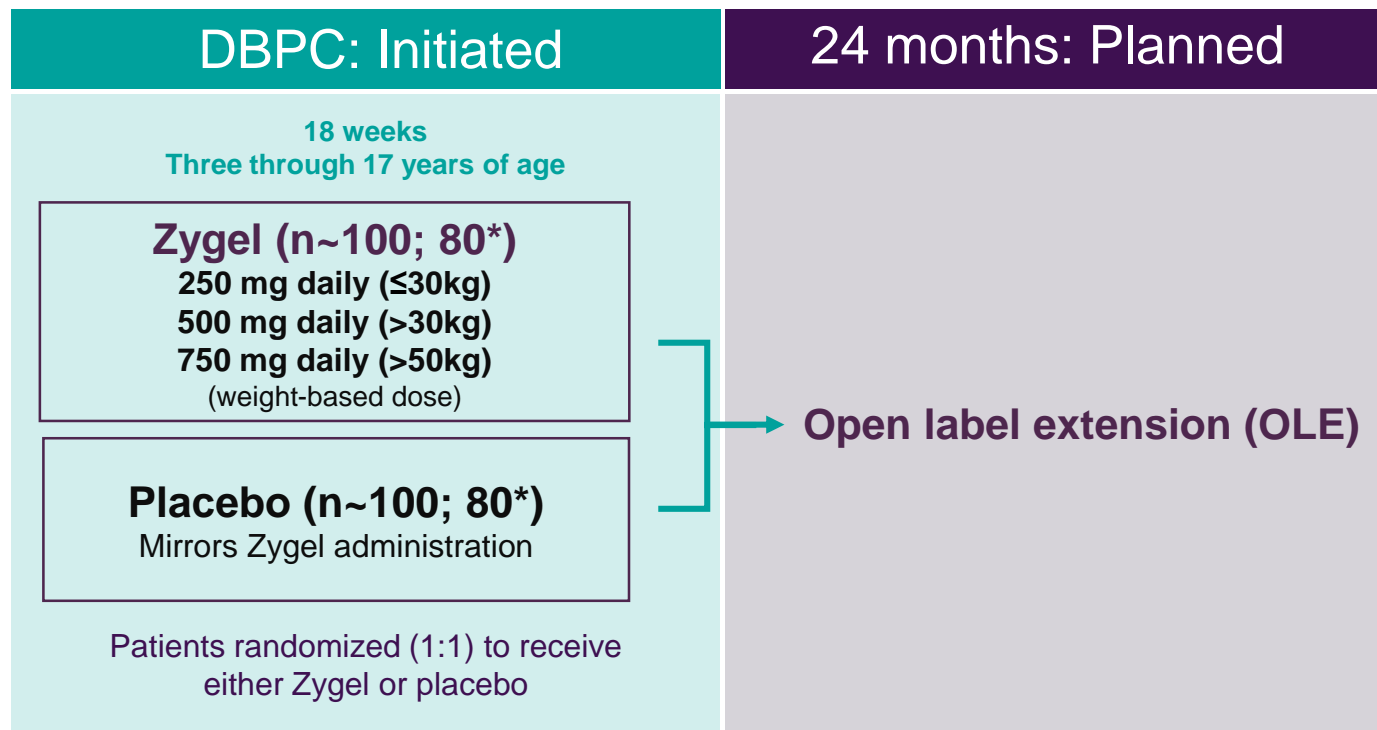 DBPC: Initiated
24 months: Planned
18 weeks
Three through 17 years of age
Zygel (n~100; 80*)
250 mg daily (≤30kg)
500 mg daily (>30kg)
750 mg daily (>50kg)
(weight-based dose)
Placebo (n~100; 80*)
Mirrors Zygel administration
Patients randomized (1:1) to receive
either Zygel or placebo
Open label extension (OLE)